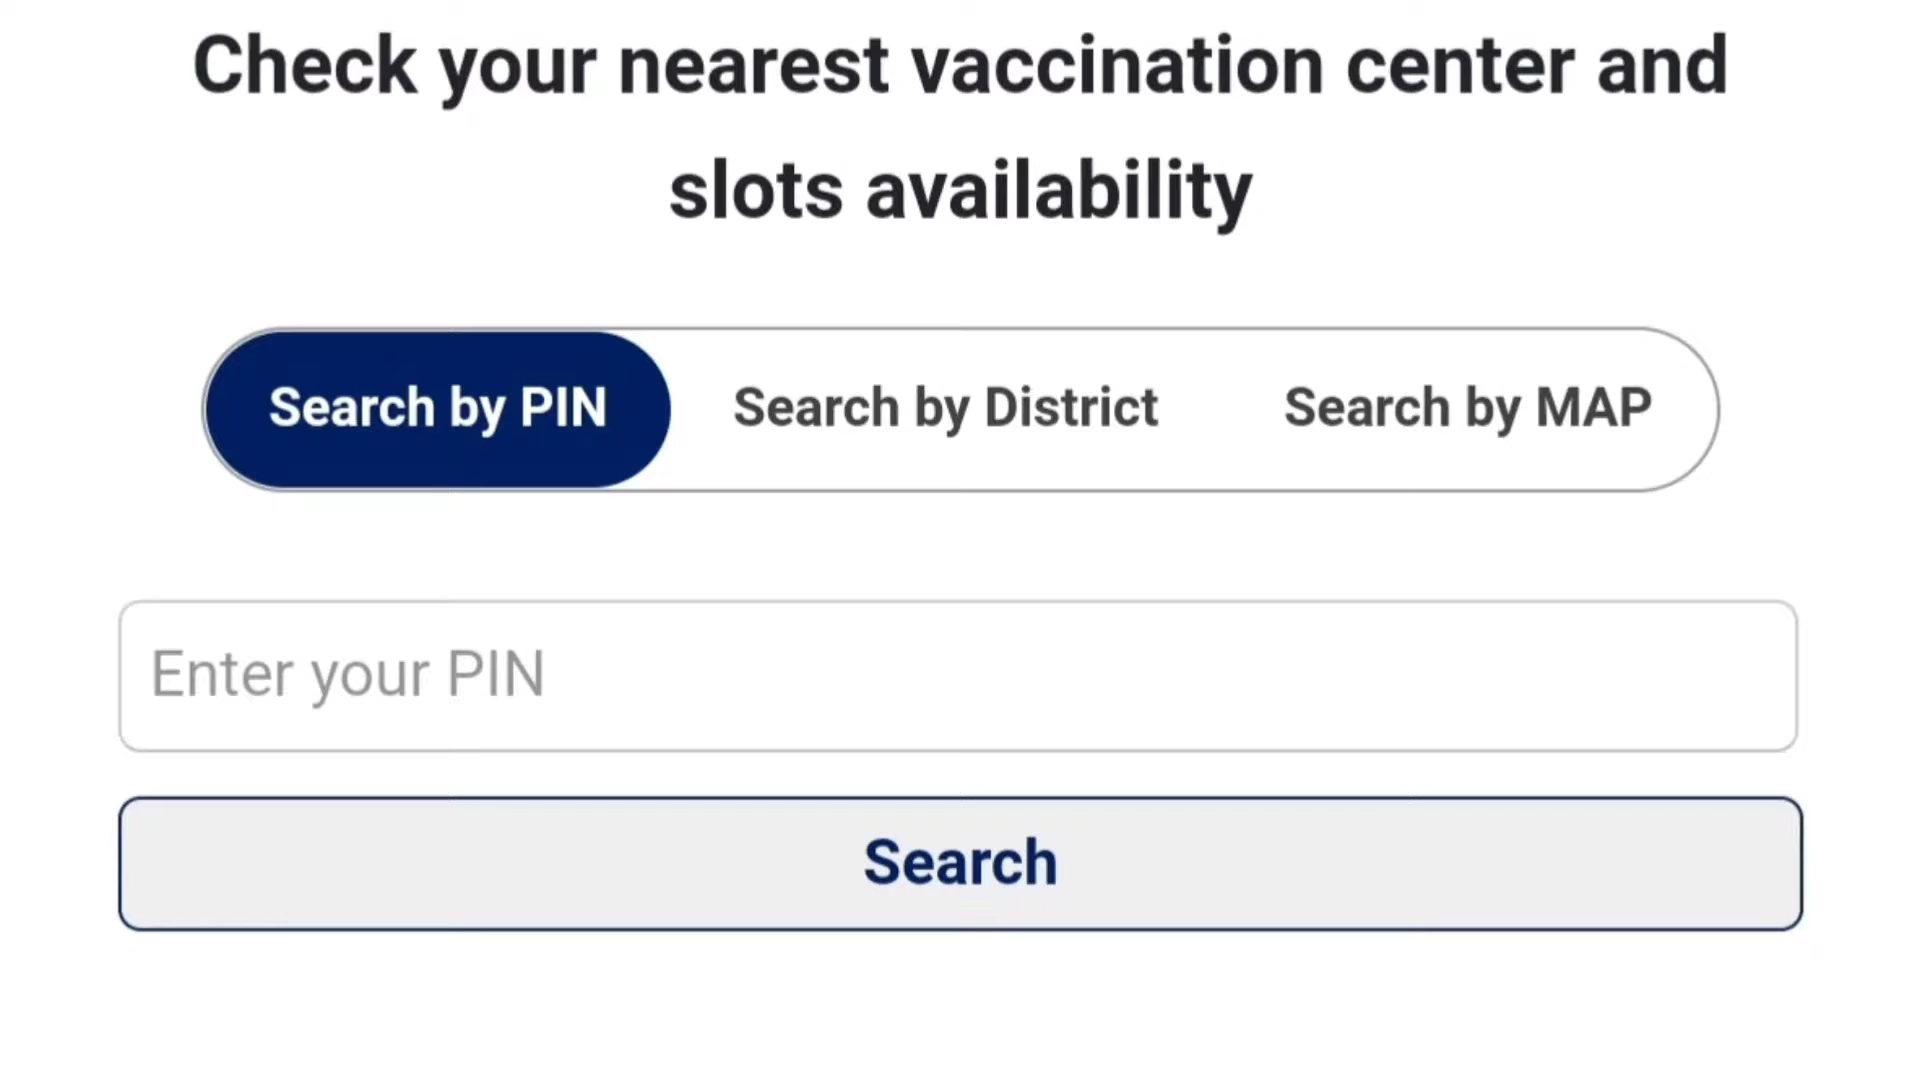 Check your nearest vaccination center and
slots availability
Search by PIN Search by District Search by MAP
Enter your PIN
Search